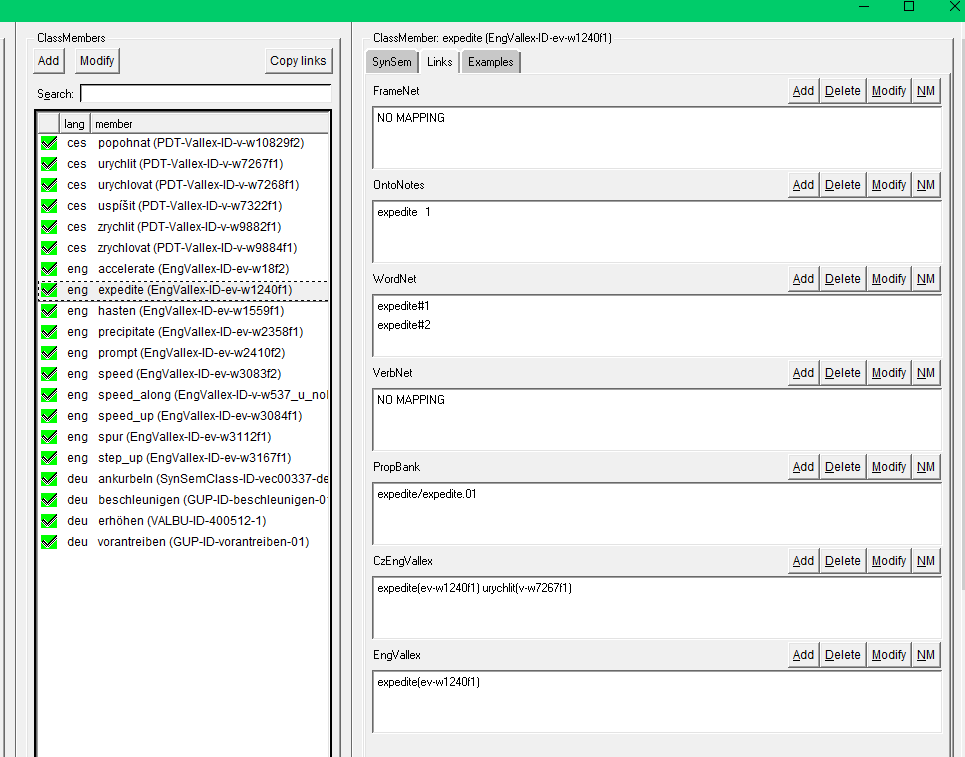 ClassMembers
Add Modify Copy links
Search:
lang member
ces popohnat (PDT-Vallex-ID-v-w10829f2)
ces urychlit (PDT-Vallex-ID-v-w7267f1)
ces urychlovat (PDT-Vallex-ID-v-w7268f1)
ces uspíšit (PDT-Vallex-ID-v-w7322f1)
ces zrychlit (PDT-Vallex-ID-v-w9882f1)
ces zrychlovat (PDT-Vallex-ID-v-w9884f1)
eng accelerate (EngVallex-ID-ev-w18f2)
eng expedite (EngVallex-ID-ev-w1240f1)
eng hasten (EngVallex-ID-ev-w1559f1)
eng precipitate (EngVallex-ID-ev-w2358f1)
eng prompt (EngVallex-ID-ev-w2410f2)
eng speed (EngVallex-ID-ev-w3083f2)
eng speed_along (EngVallex-ID-v-w537_u_nol
eng speed_up (EngVallex-ID-ev-w3084f1)
eng spur (EngVallex-ID-ev-w3112f1)
eng step_up (EngVallex-ID-ev-w3167f1)
deu ankurbeln (SynSemClass-ID-vec00337-de
deu beschleunigen (GUP-ID-beschleunigen-0
deu erhöhen (VALBU-ID-400512-1)
deu vorantreiben (GUP-ID-vorantreiben-01)
ClassMember: expedite (EngVallex-ID-ev-w1240f1)
SynSem Links Examples
FrameNet Add Delete Modify NM
NO MAPPING
OntoNotes Add Delete Modify NM
expedite 1
WordNet Add Delete Modify NM
expedite#1
expedite#2
VerbNet Add Delete Modify NM
NO MAPPING
PropBank Add Delete Modify NM
expedite/expedite.01
CzEngVallex Add Delete Modify NM
expedite(ev-w1240f1) urychlit(v-w7267f1)
EngVallex Add Delete Modify NM
expedite(ev-w1240f1)